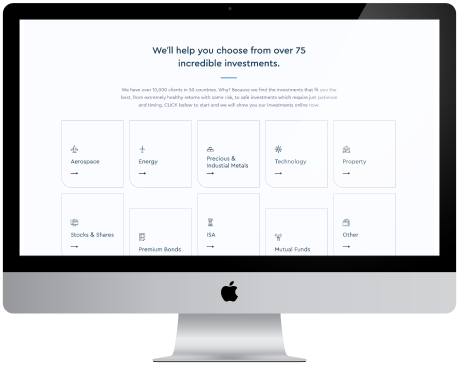 We'll help you choose from over 75
incredible investments.
We have over 10,000 clients in 50 countries. Why? Because we find the investments that fit you the
best, from extremely healthy returns with some risk, to safe investments which require just patience
and timing. CLICK below to start and we will show you our investments online now.
Aerospace
Energy
Precious &
Industial Metals
Technology
Property
Stocks & Shares
Premium Bonds
ISA
Mutual Funds
Other